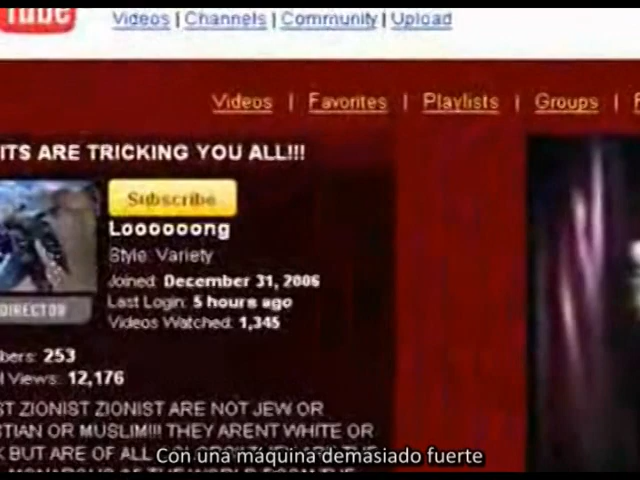 Tube
Videos | Channels | Community | Upload
Videos | Favorites | Playlists | Groups |
ITS ARE TRICKING YOU ALL!!!
Subscribe
Loooooong
Style: Variety
Joined: December 31, 2006
Last Login: 5 hours ago
Videos Watched: 1,345
DIRECTOR
bers: 253
l Views: 12,176
ST ZIONIST ZIONIST ARE NOT JEW OR
STIAN OR MUSLIM!!! THEY ARENT WHITE OR
K BUT ARE OF ALL
Con una máquina demasiado fuerte